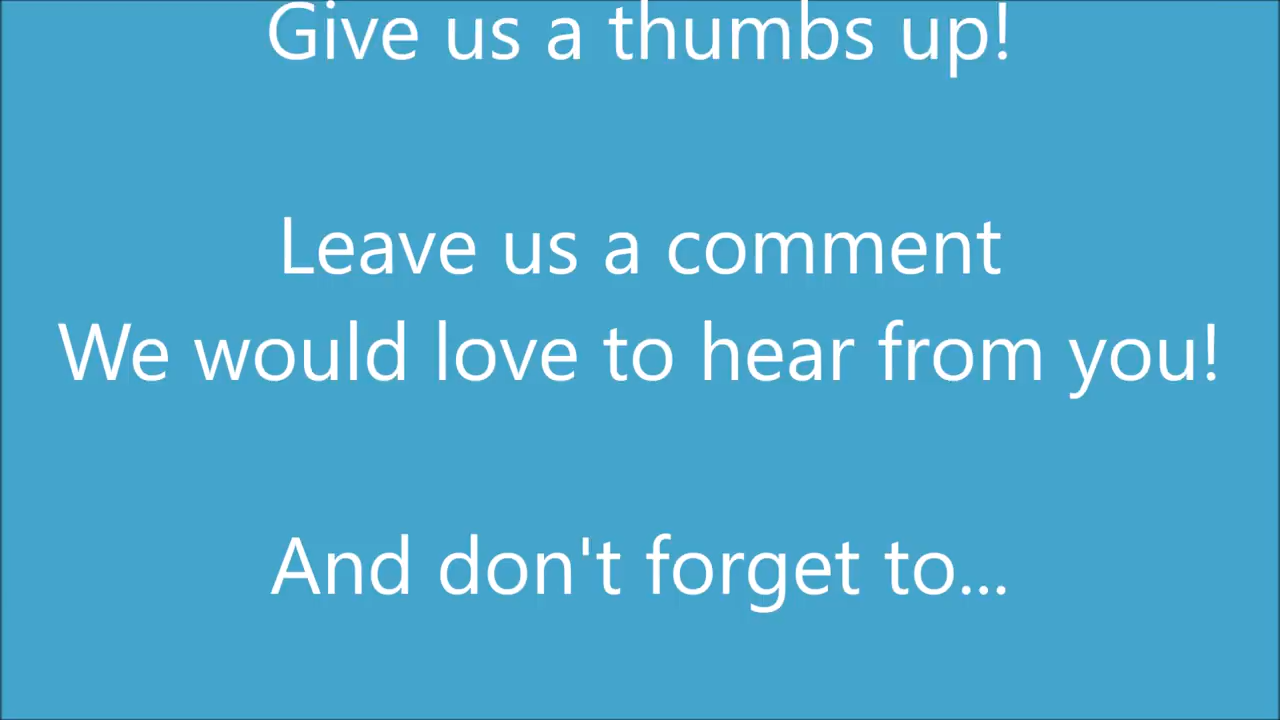 Give us a thumbs up!
Leave us a comment
We would love to hear from you!
And don't forget to...